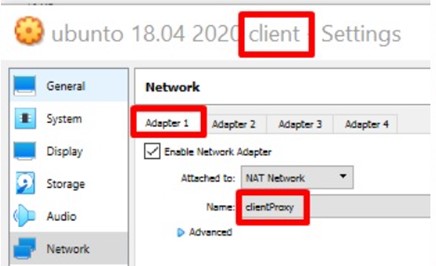 ubunto 18.04 2020 client - Settings
General
System
Display
Storage
Audio
Network
Network
Adapter 1 Adapter 2 Adapter 3 Adapter 4
Enable Network Adapter
Attached to: NAT Network
Name: clientProxy
Advanced